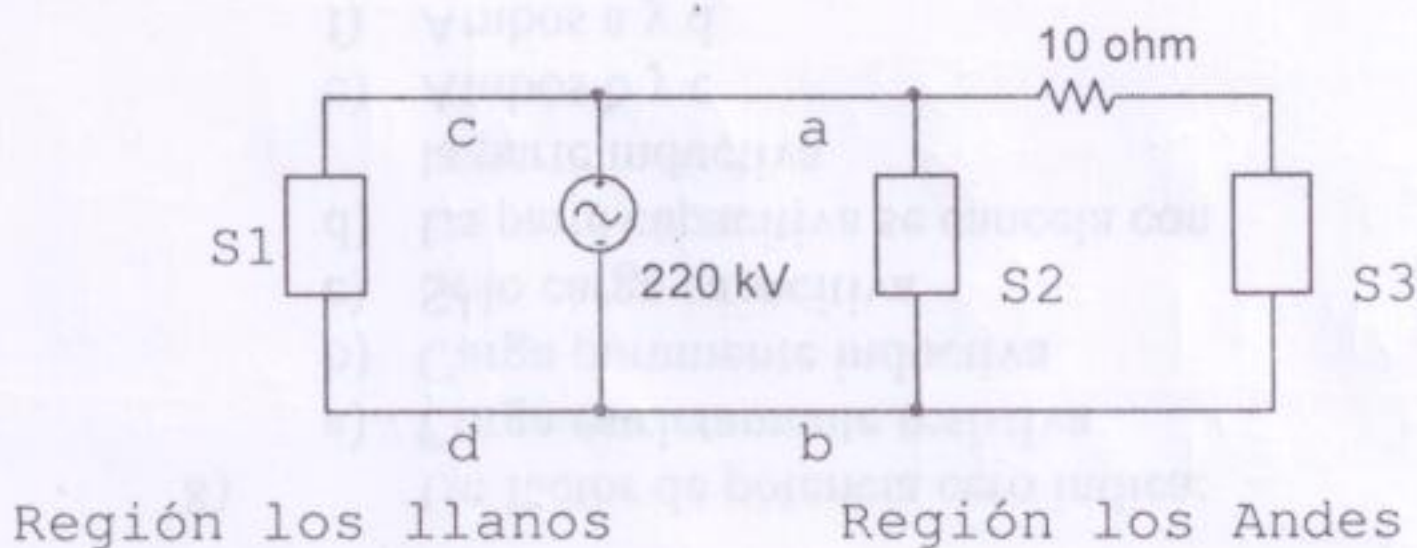 10 ohm
c
a
S1
220 kV
S2
S3
d
b
Región los llanos
Región los Andes